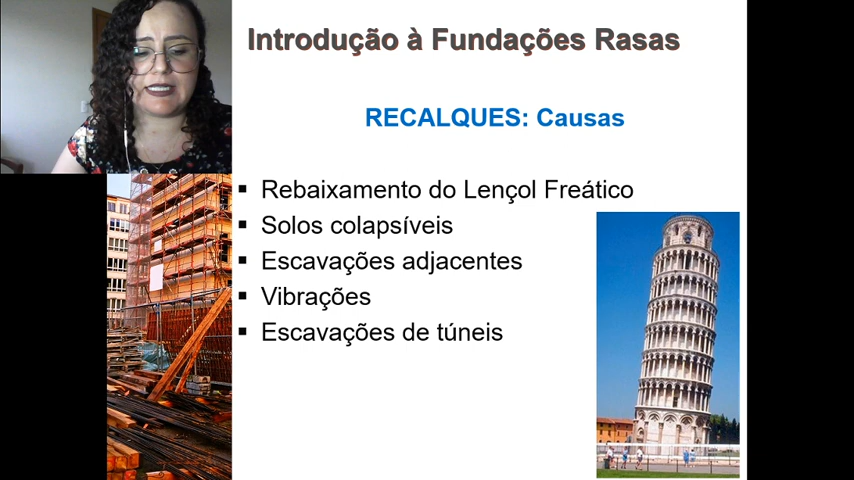 Introdução à Fundações Rasas
RECALQUES: Causas
▪ Rebaixamento do Lençol Freático
▪ Solos colapsíveis
▪ Escavações adjacentes
▪ Vibrações
▪ Escavações de túneis